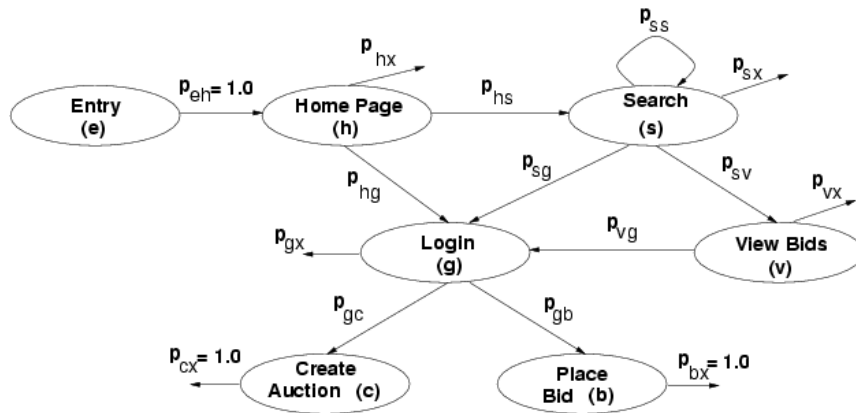 p_ss
p_hx
p_sx
Entry
(e)
p_eh = 1.0
Home Page
(h)
p_hs
Search
(s)
p_hg
p_sg
p_sv
p_vx
p_gx
Login
(g)
p_vg
View Bids
(v)
p_gc
p_gb
p_cx = 1.0
Create
Auction (c)
Place
Bid (b)
p_bx = 1.0